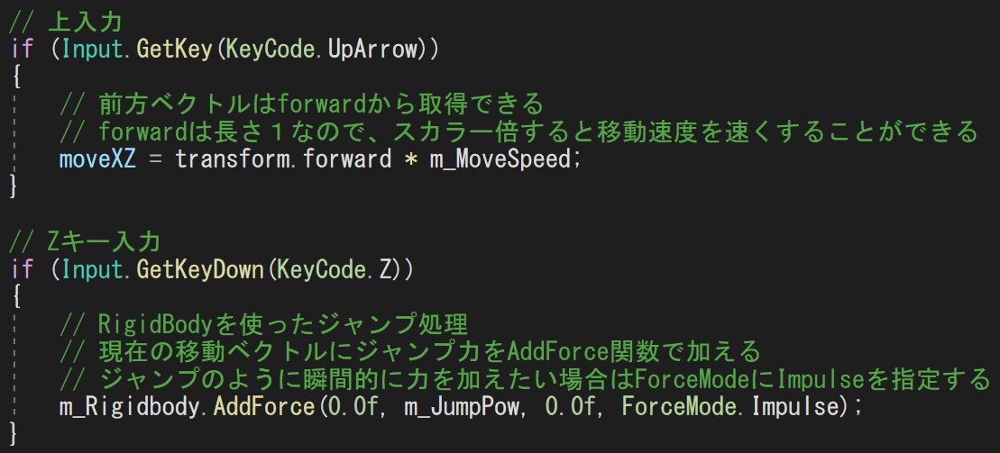 // 上入力
if (Input.GetKey(KeyCode.UpArrow))
{
    // 前方ベクトルはforwardから取得できる
    // forwardは長さ１なので、スカラー倍すると移動速度を速くすることができる
    moveXZ = transform.forward * m_MoveSpeed;
}

// Zキー入力
if (Input.GetKeyDown(KeyCode.Z))
{
    // RigidBodyを使ったジャンプ処理
    // 現在の移動ベクトルにジャンプ力をAddForce関数で加える
    // ジャンプのように瞬間的に力を加えたい場合はForceModeにImpulseを指定する
    m_Rigidbody.AddForce(0.0f, m_JumpPow, 0.0f, ForceMode.Impulse);
}